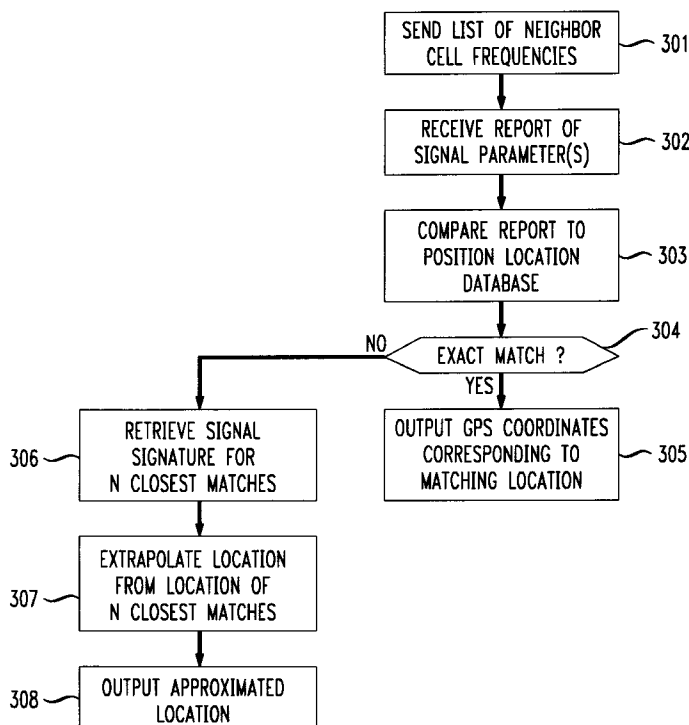 SEND LIST OF NEIGHBOR
CELL FREQUENCIES
301
RECEIVE REPORT OF
SIGNAL PARAMETER(S)
302
COMPARE REPORT TO
POSITION LOCATION
DATABASE
303
304
NO
EXACT MATCH ?
YES
OUTPUT GPS COORDINATES
CORRESPONDING TO
MATCHING LOCATION
305
306
RETRIEVE SIGNAL
SIGNATURE FOR
N CLOSEST MATCHES
307
EXTRAPOLATE LOCATION
FROM LOCATION OF
N CLOSEST MATCHES
308
OUTPUT APPROXIMATED
LOCATION